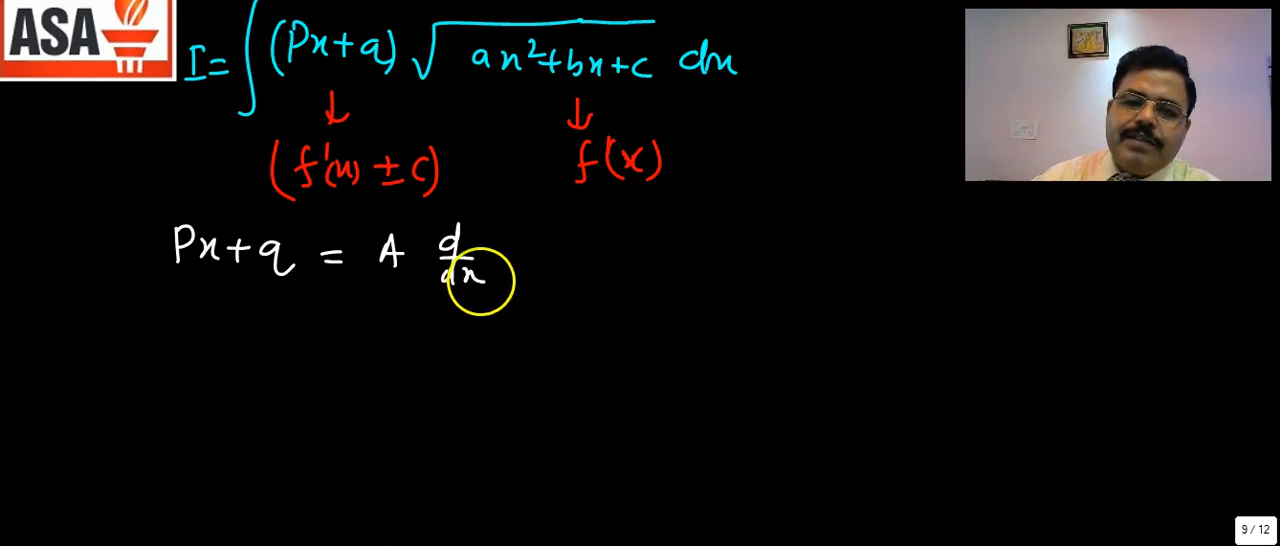 ASA
I = ∫ (Px+q) √ax²+bx+c dx
↓ ↓
(f'(x) ± c) f(x)
Px+q = A d/dx
9 / 12